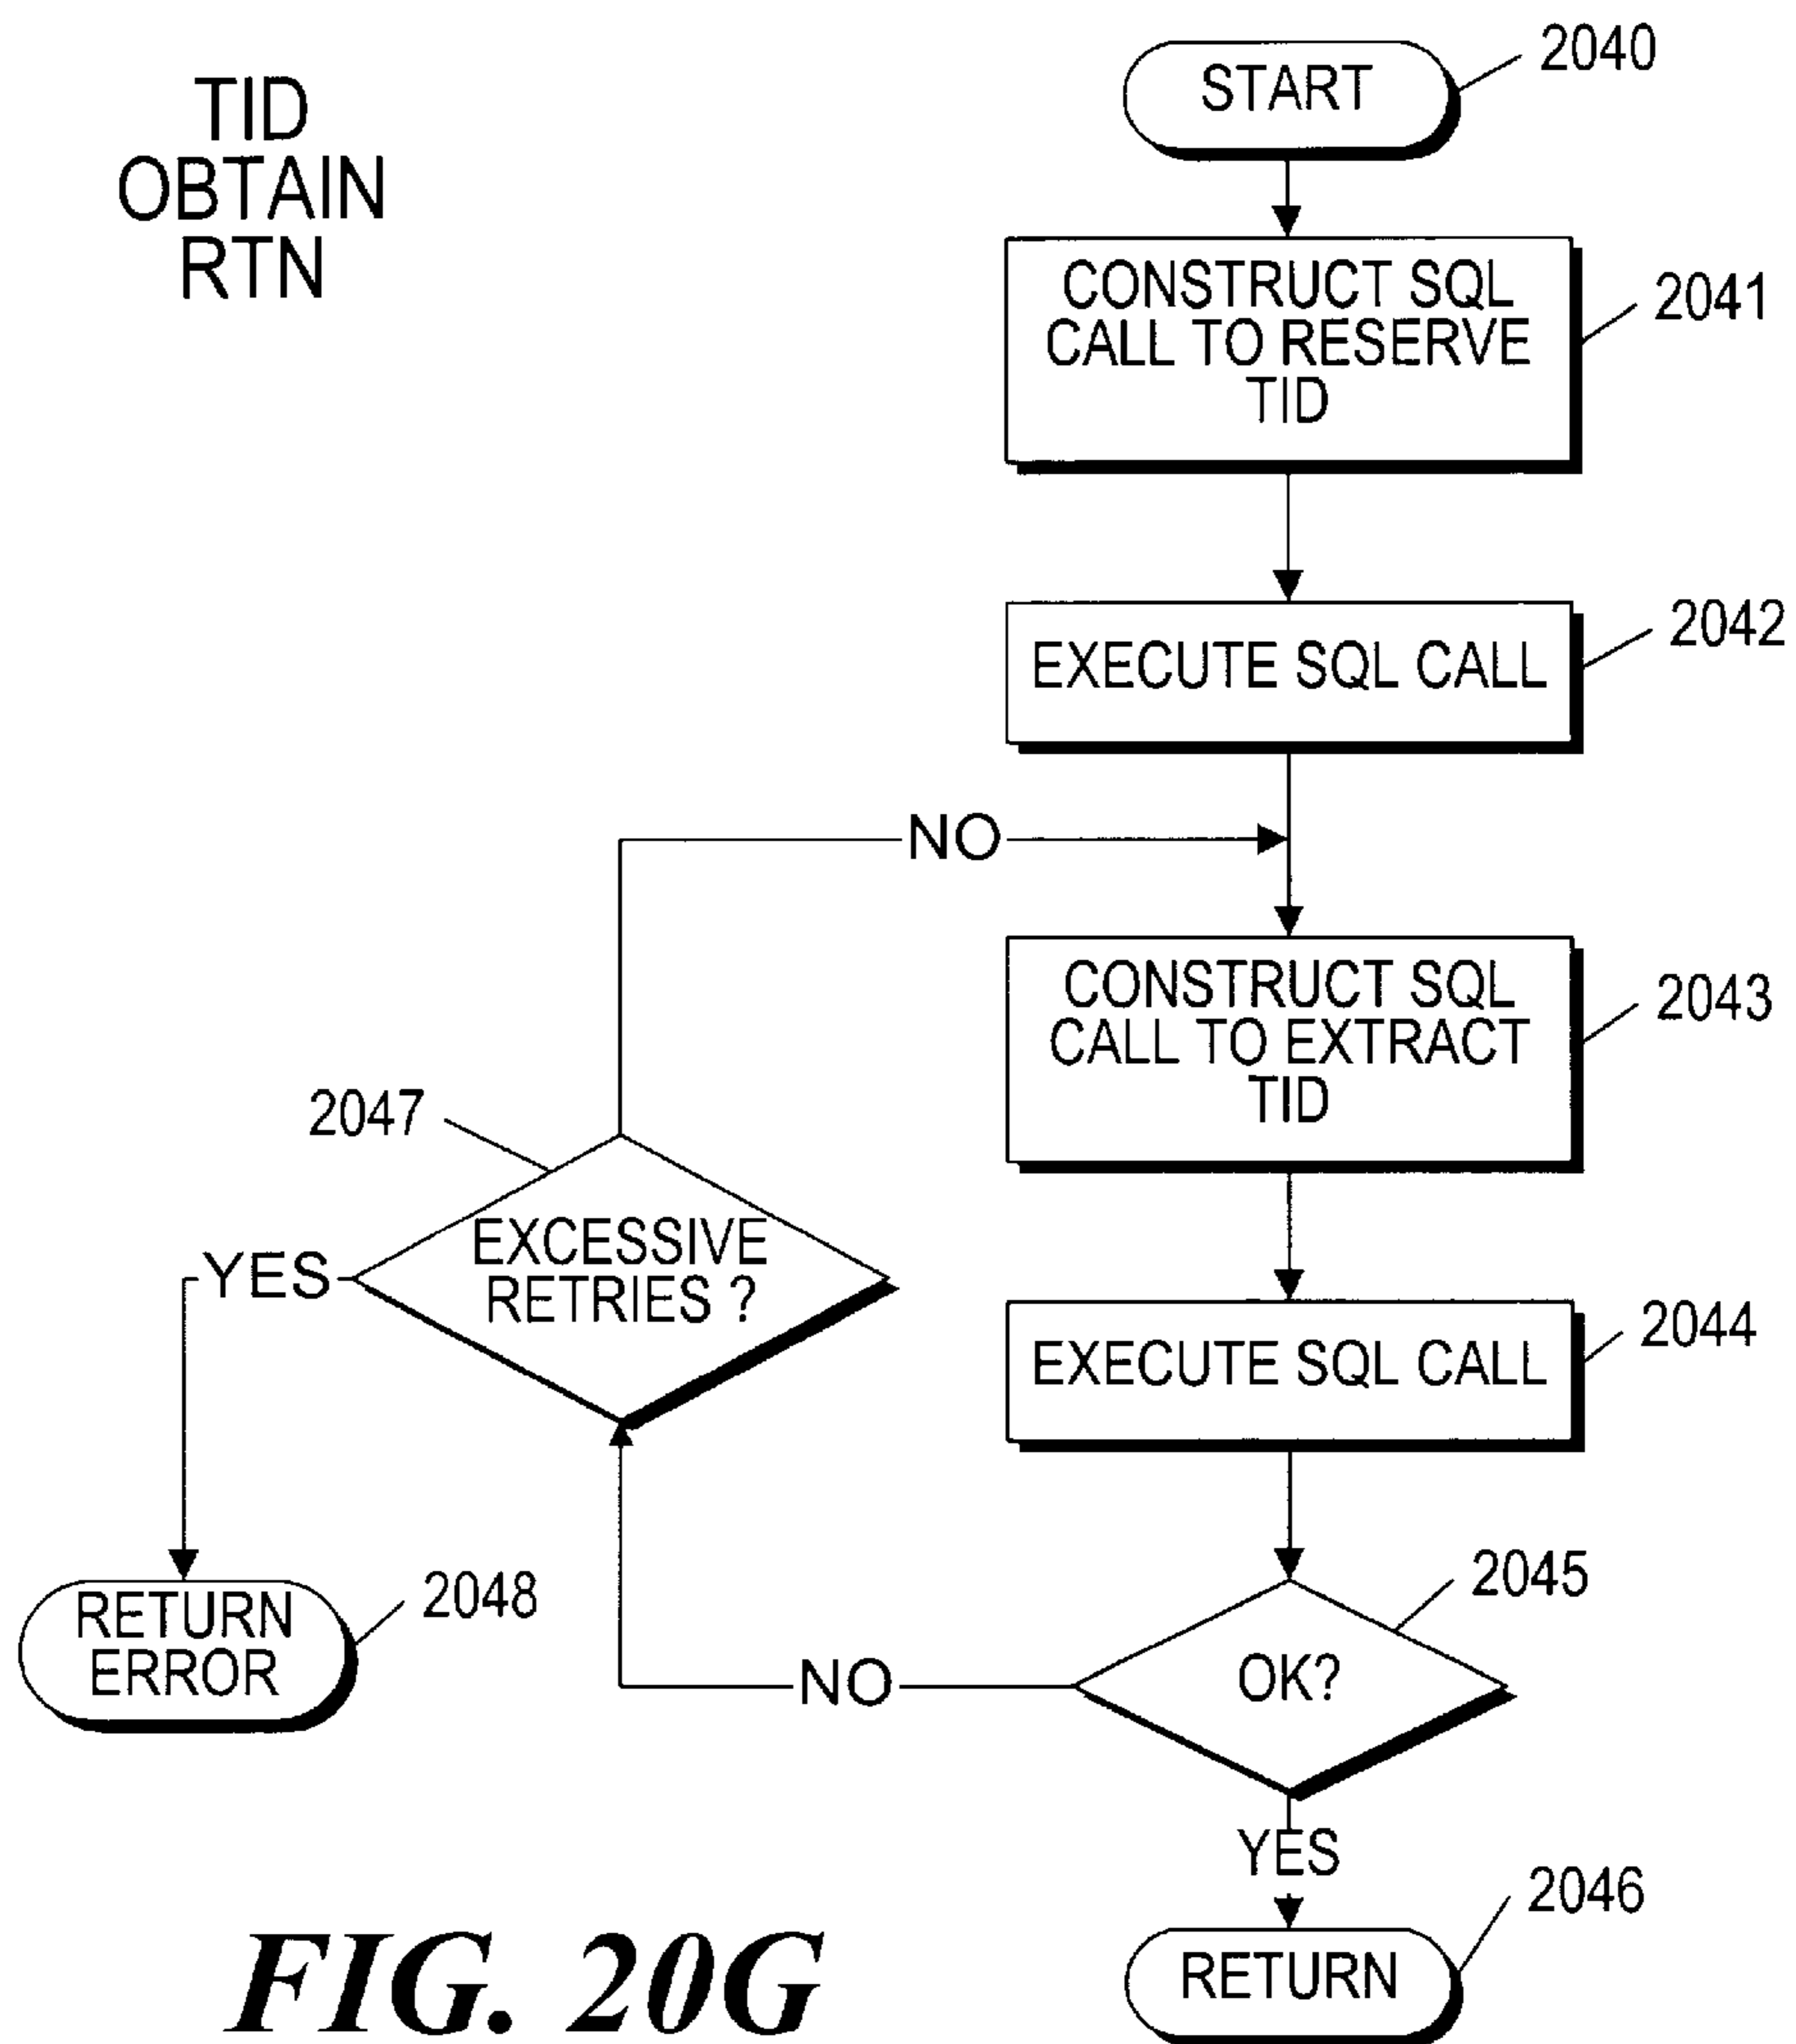 TID
OBTAIN
RTN
START
2040
CONSTRUCT SQL
CALL TO RESERVE
TID
2041
EXECUTE SQL CALL
2042
NO
CONSTRUCT SQL
CALL TO EXTRACT
TID
2043
2047
EXCESSIVE
RETRIES ?
YES
EXECUTE SQL CALL
2044
RETURN
ERROR
2048
NO
OK?
2045
YES
RETURN
2046
FIG. 20G